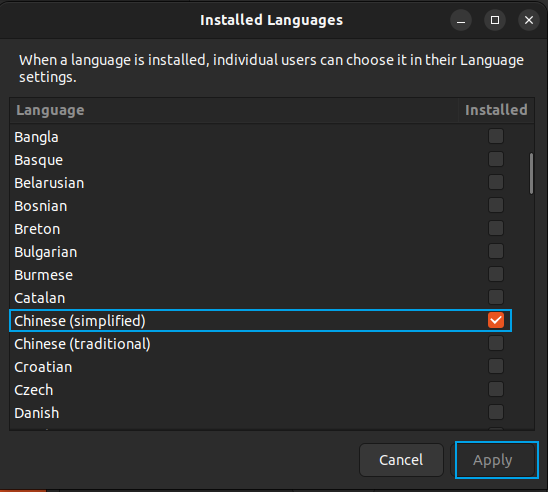 Installed Languages
When a language is installed, individual users can choose it in their Language
settings.
Language Installed
Bangla
Basque
Belarusian
Bosnian
Breton
Bulgarian
Burmese
Catalan
Chinese (simplified)
Chinese (traditional)
Croatian
Czech
Danish
Cancel Apply